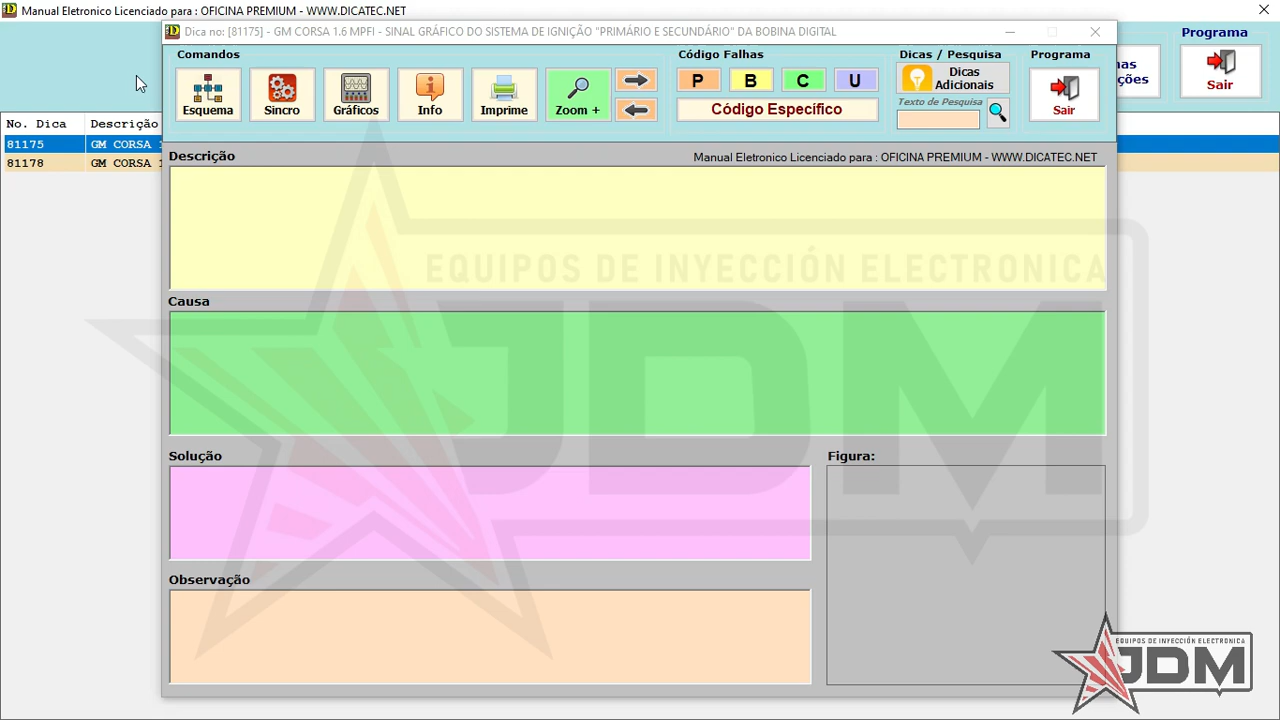 Manual Eletronico Licenciado para : OFICINA PREMIUM - WWW.DICATEC.NET
Dica no: [81175] - GM CORSA 1.6 MPFI - SINAL GRÁFICO DO SISTEMA DE IGNIÇÃO "PRIMÁRIO E SECUNDÁRIO" DA BOBINA DIGITAL
Comandos
Código Falhas
Dicas / Pesquisa
Programa
Programa
Esquema
Sincro
Gráficos
Info
Imprime
Zoom +
P
B
C
U
Código Específico
Dicas
Adicionais
Texto de Pesquisa
Sair
Sair
No. Dica
Descrição
81175
GM CORSA
81178
GM CORSA
Descrição
Manual Eletronico Licenciado para : OFICINA PREMIUM - WWW.DICATEC.NET
EQUIPOS DE INYECCIÓN ELECTRONICA
JDM
Causa
Solução
Figura:
Observação
EQUIPOS DE INYECCIÓN ELECTRONICA
JDM